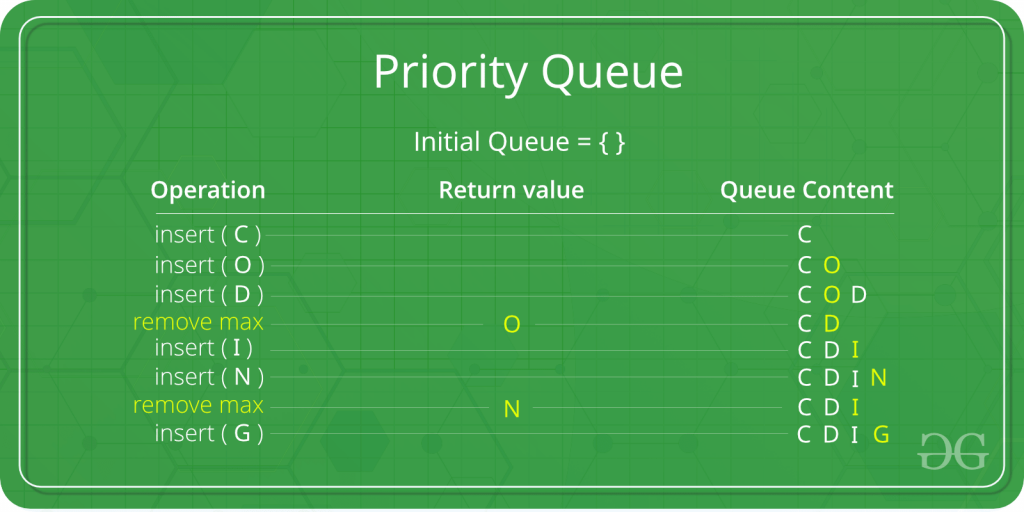 Priority Queue
Initial Queue = { }
Operation Return value Queue Content
insert ( C ) C
insert ( O ) C O
insert ( D ) C O D
remove max O C D
insert ( I ) C D I
insert ( N ) C D I N
remove max N C D I
insert ( G ) C D I G